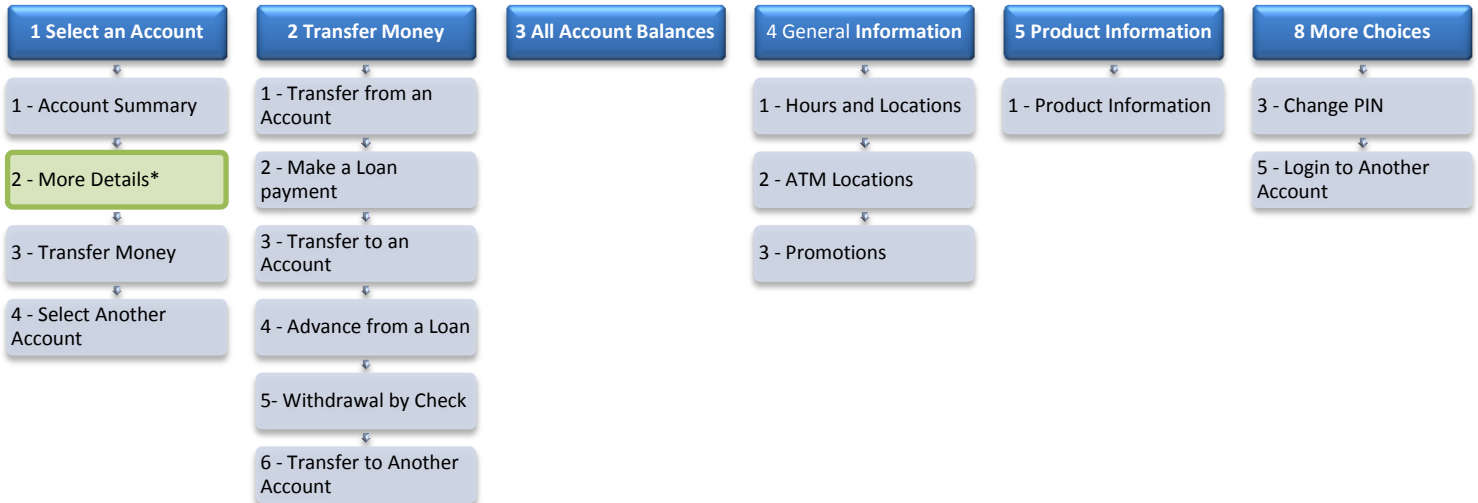 1 Select an Account
1 - Account Summary
2 - More Details*
3 - Transfer Money
4 - Select Another
Account
2 Transfer Money
1 - Transfer from an
Account
2 - Make a Loan
payment
3 - Transfer to an
Account
4 - Advance from a Loan
5- Withdrawal by Check
6 - Transfer to Another
Account
3 All Account Balances
4 General Information
1 - Hours and Locations
2 - ATM Locations
3 - Promotions
5 Product Information
1 - Product Information
8 More Choices
3 - Change PIN
5 - Login to Another
Account